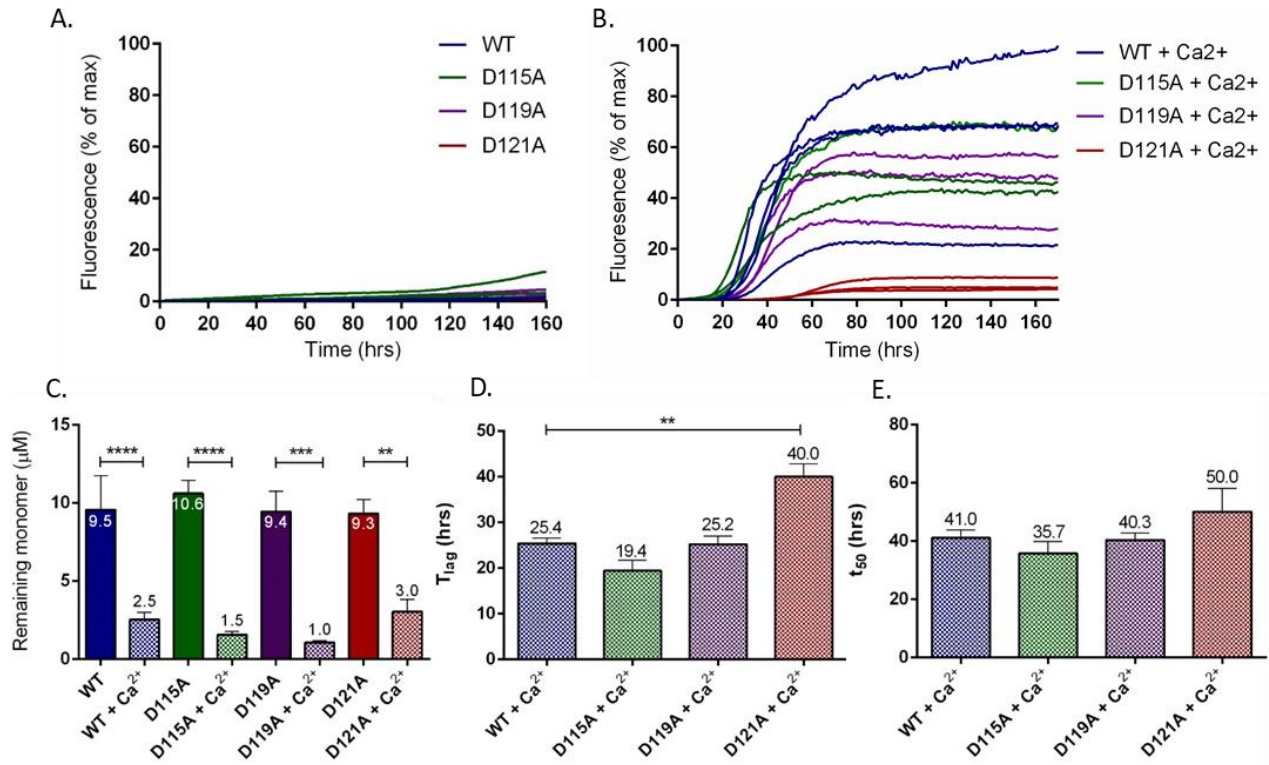 A.
Fluorescence (% of max)
100
80
60
40
20
0
0 20 40 60 80 100 120 140 160
Time (hrs)
WT
D115A
D119A
D121A
B.
Fluoresence (% of max)
100
80
60
40
20
0
0 20 40 60 80 100 120 140 160
Time (hrs)
WT + Ca2+
D115A + Ca2+
D119A + Ca2+
D121A + Ca2+
C.
Remaining monomer (µM)
15
10
5
0
**** **** *** **
9.5 2.5 10.6 1.5 9.4 1.0 9.3 3.0
WT
WT + Ca²⁺
D115A
D115A + Ca²⁺
D119A
D119A + Ca²⁺
D121A
D121A + Ca²⁺
D.
Tlag (hrs)
50
40
30
20
10
0
**
25.4 19.4 25.2 40.0
WT + Ca²⁺
D115A + Ca²⁺
D119A + Ca²⁺
D121A + Ca²⁺
E.
t50 (hrs)
80
60
40
20
0
41.0 35.7 40.3 50.0
WT + Ca²⁺
D115A + Ca²⁺
D119A + Ca²⁺
D121A + Ca²⁺